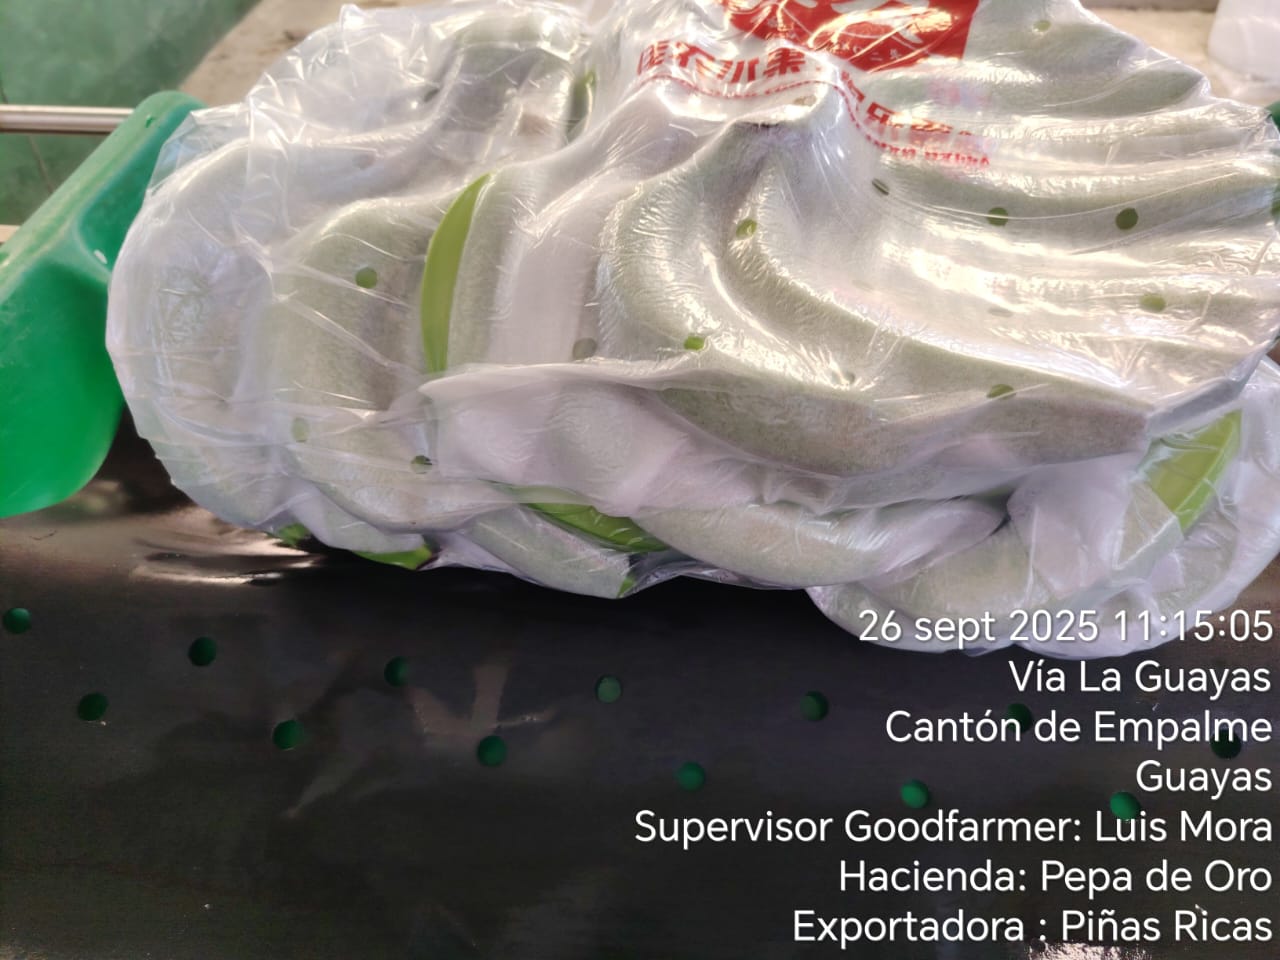 26 sept 2025 11:15:05
Vía La Guayas
Cantón de Empalme
Guayas
Supervisor Goodfarmer: Luis Mora
Hacienda: Pepa de Oro
Exportadora : Piñas Ricas